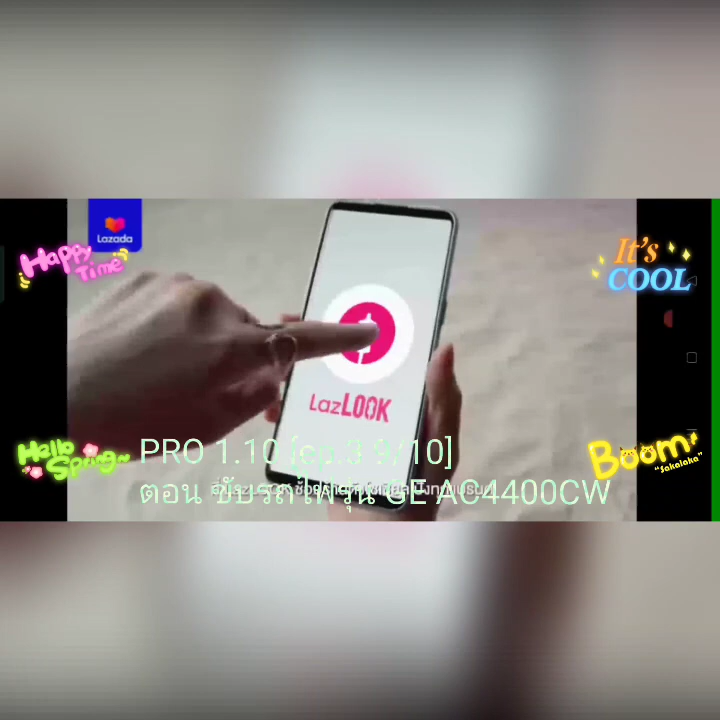 Lazada
Happy
Time
It's
COOL
LazLOOK
Hello
Spring
PRO 1.10 [ep.3 9/10]
Boom!
"Sakalaka"
ตอน ขับรถไฟรุ่น GE AC4400CW